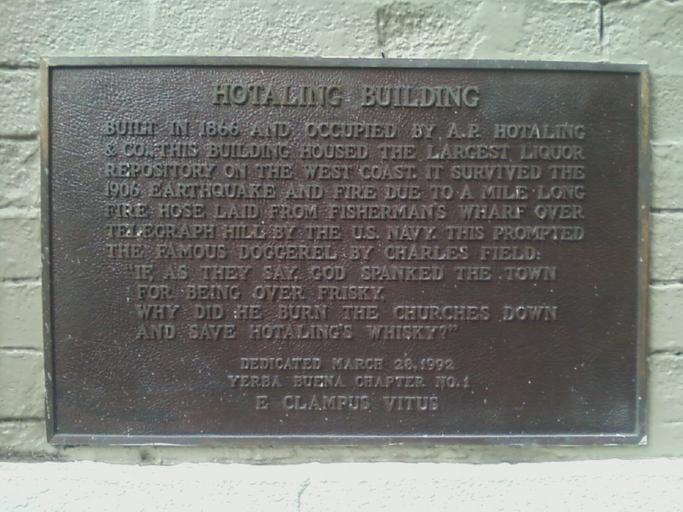 HOTALING BUILDING
BUILT IN 1866 AND OCCUPIED BY A.P. HOTALING
& CO., THIS BUILDING HOUSED THE LARGEST LIQUOR
REPOSITORY ON THE WEST COAST. IT SURVIVED THE
1906 EARTHQUAKE AND FIRE DUE TO A MILE-LONG
FIRE HOSE LAID FROM FISHERMAN'S WHARF OVER
TELEGRAPH HILL BY THE U.S. NAVY. THIS PROMPTED
THE FAMOUS DOGGEREL BY CHARLES FIELD:
"IF, AS THEY SAY, GOD SPANKED THE TOWN
FOR BEING OVER FRISKY,
WHY DID HE BURN THE CHURCHES DOWN
AND SAVE HOTALING'S WHISKY?"
DEDICATED MARCH 28, 1992
YERBA BUENA CHAPTER NO. 1
E CLAMPUS VITUS